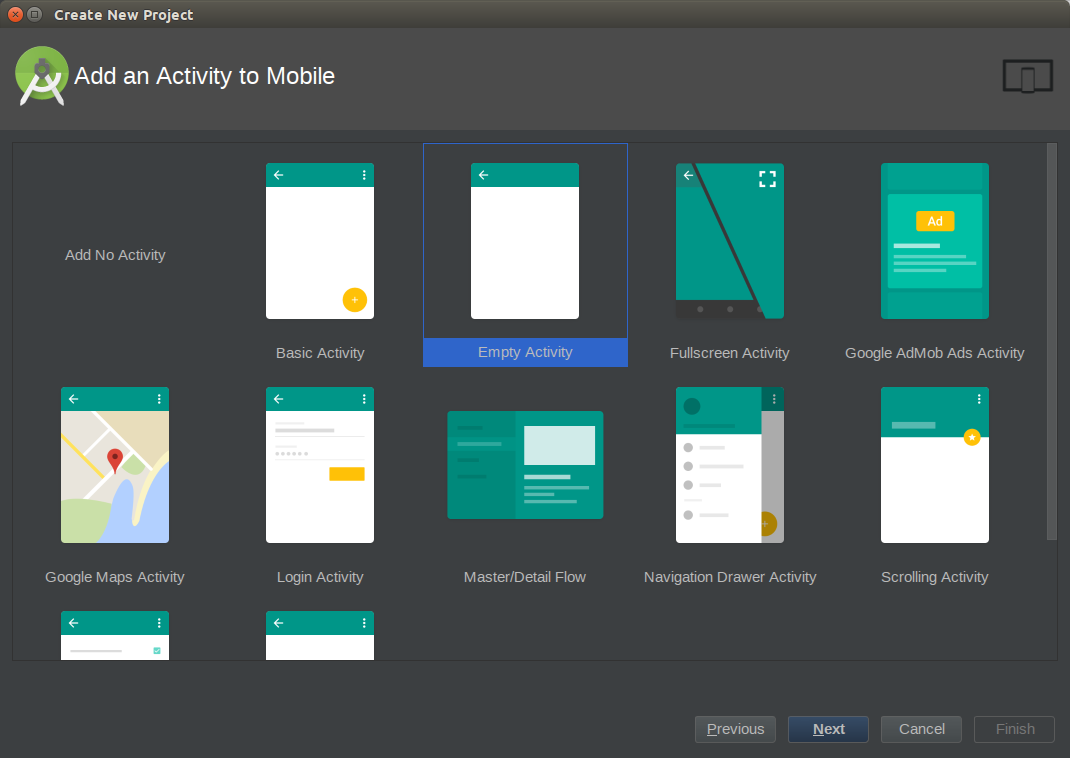 Create New Project
Add an Activity to Mobile
Add No Activity
Basic Activity
Empty Activity
Fullscreen Activity
Ad
Google AdMob Ads Activity
Google Maps Activity
Login Activity
Master/Detail Flow
Navigation Drawer Activity
Scrolling Activity
Previous
Next
Cancel
Finish